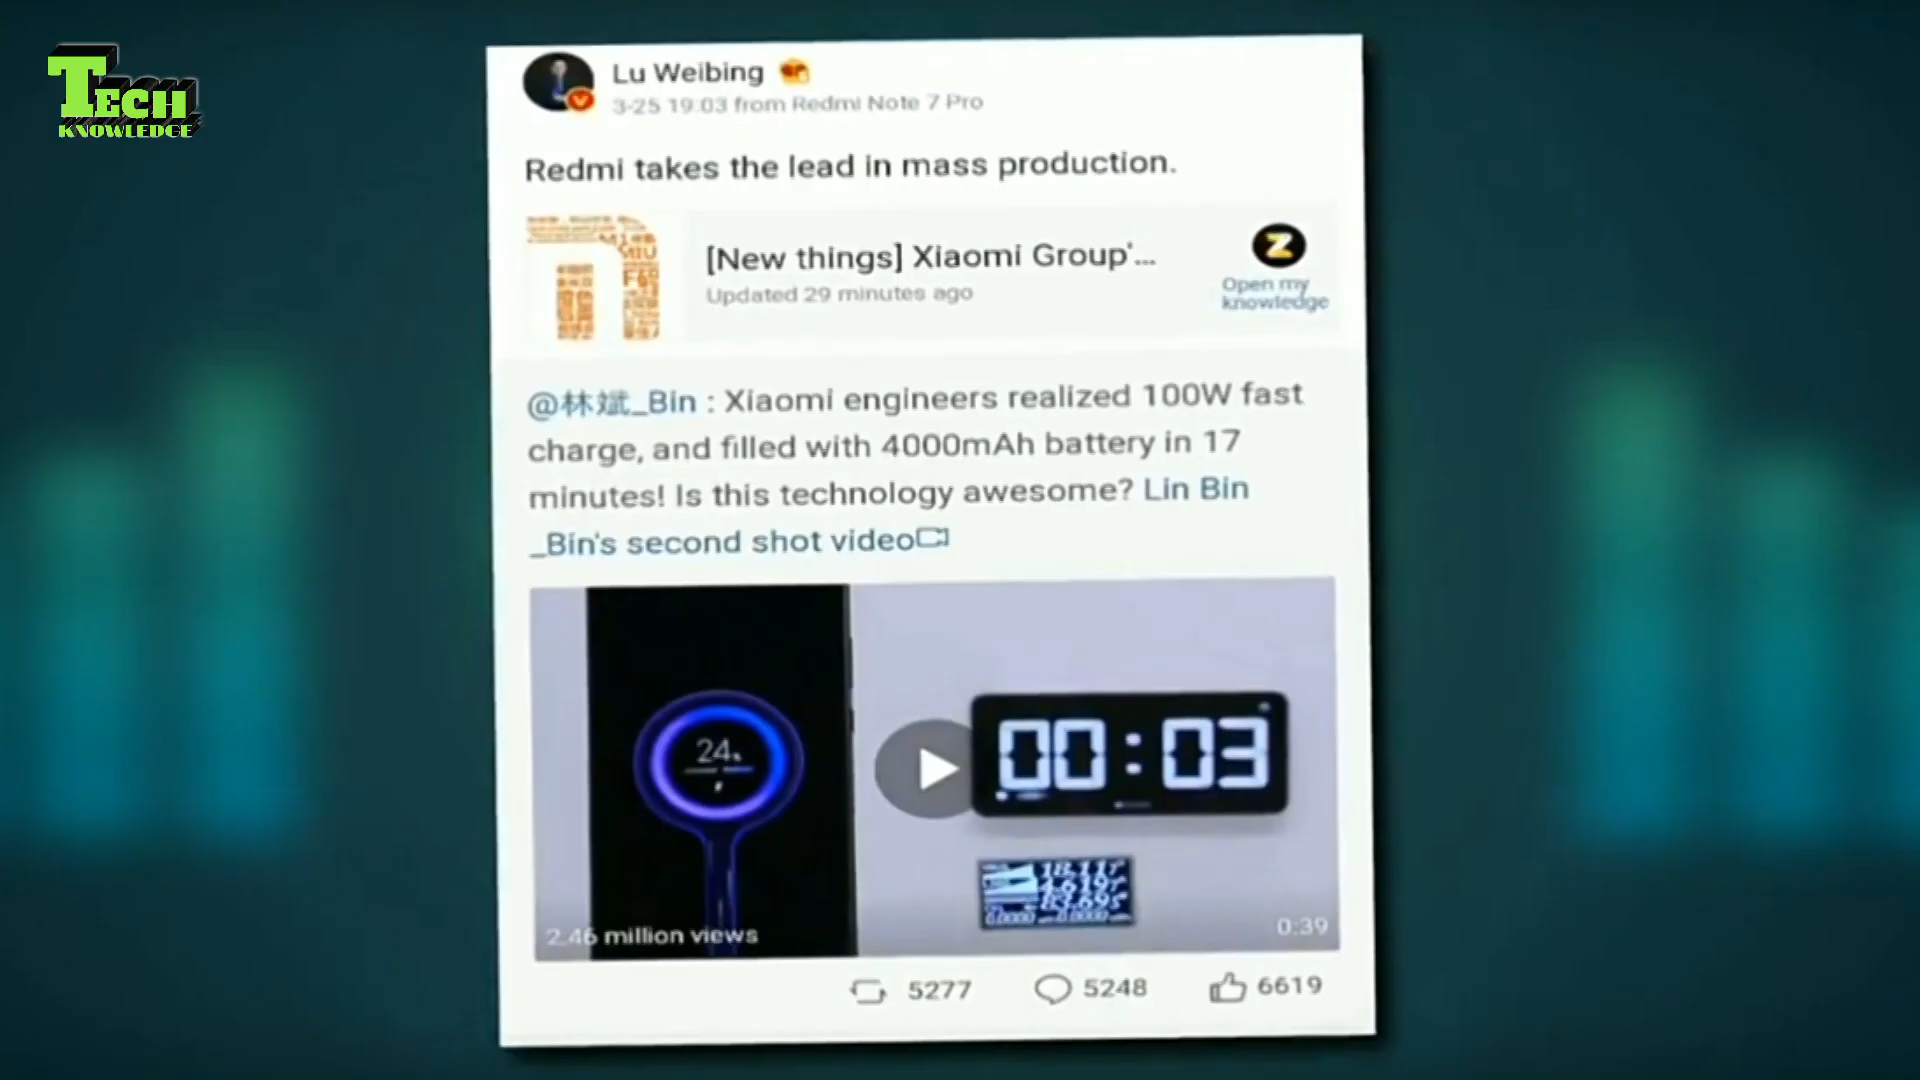 TECH
KNOWLEDGE
Lu Weibing
3-25 19:03 from Redmi Note 7 Pro
Redmi takes the lead in mass production.
[New things] Xiaomi Group'...
Updated 29 minutes ago
Z
Open my
knowledge
@林斌_Bin : Xiaomi engineers realized 100W fast
charge, and filled with 4000mAh battery in 17
minutes! Is this technology awesome? Lin Bin
_Bin's second shot video
24%
00:03
2.46 million views
0:39
5277
5248
6619